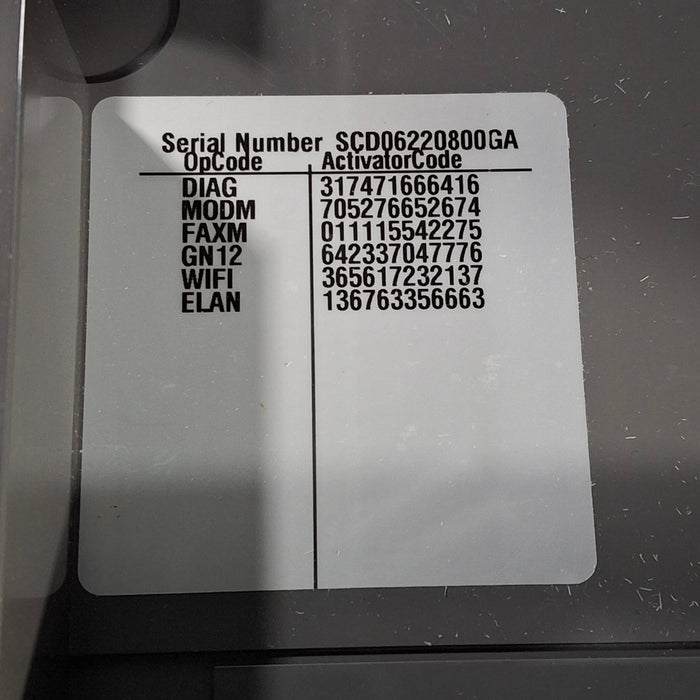 Serial Number SCD06220800GA
OpCode ActivatorCode
DIAG 317471666416
MODM 705276652674
FAXM 011115542275
GN12 642337047776
WIFI 365617232137
ELAN 136763356663